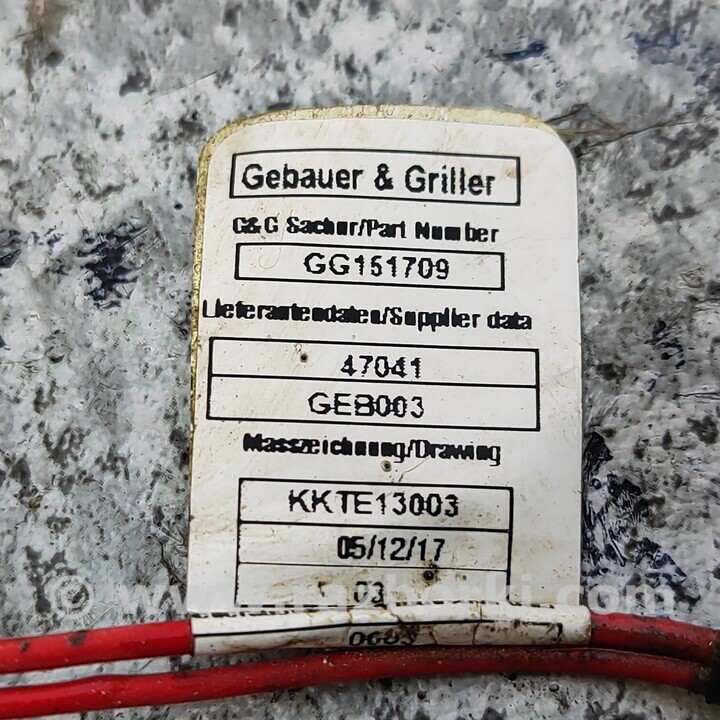 Gebauer & Griller
G&G Sachnr/Part Number
GG151709
Lieferantendaten/Supplier data
47041
GEB003
Masszeichnung/Drawing
KKTE13003
05/12/17
03